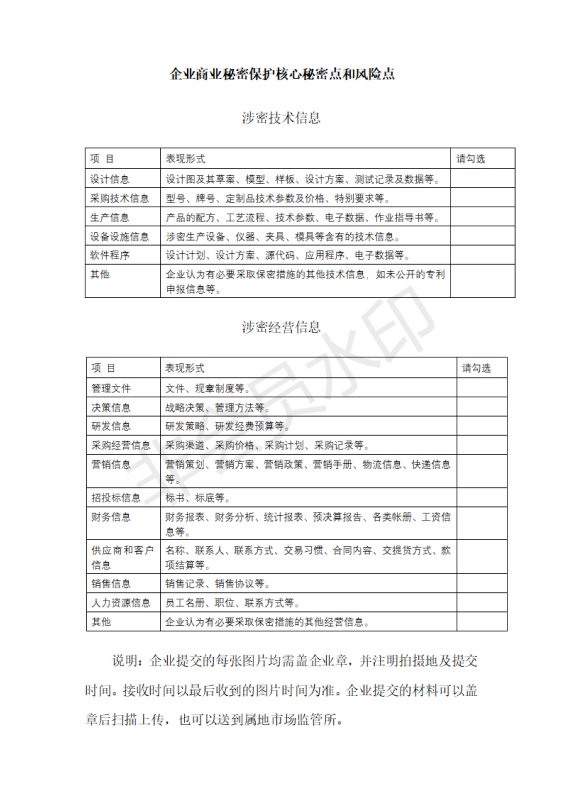 企业商业秘密保护核心秘密点和风险点
涉密技术信息
项 目 表现形式 请勾选
设计信息 设计图及其草案、模型、样板、设计方案、测试记录及数据等。
采购技术信息 型号、牌号、定制品技术参数及价格、特别要求等。
生产信息 产品的配方、工艺流程、技术参数、电子数据、作业指导书等。
设备设施信息 涉密生产设备、仪器、夹具、模具等含有的技术信息。
软件程序 设计计划、设计方案、源代码、应用程序、电子数据等。
其他 企业认为有必要采取保密措施的其他技术信息，如未公开的专利
申报信息等。
涉密经营信息
项 目 表现形式 请勾选
管理文件 文件、规章制度等。
决策信息 战略决策、管理方法等。
研发信息 研发策略、研发经费预算等。
采购经营信息 采购渠道、采购价格、采购计划、采购记录等。
营销信息 营销策划、营销方案、营销政策、营销手册、物流信息、快递信息
等。
招投标信息 标书、标底等。
财务信息 财务报表、财务分析、统计报表、预决算报告、各类帐册、工资信
息等。
供应商和客户 名称、联系人、联系方式、交易习惯、合同内容、交提货方式、款
信息 项结算等。
销售信息 销售记录、销售协议等。
人力资源信息 员工名册、职位、联系方式等。
其他 企业认为有必要采取保密措施的其他经营信息。
说明：企业提交的每张图片均需盖企业章，并注明拍摄地及提交
时间。接收时间以最后收到的图片时间为准。企业提交的材料可以盖
章后扫描上传，也可以送到属地市场监管所。
非会员水印